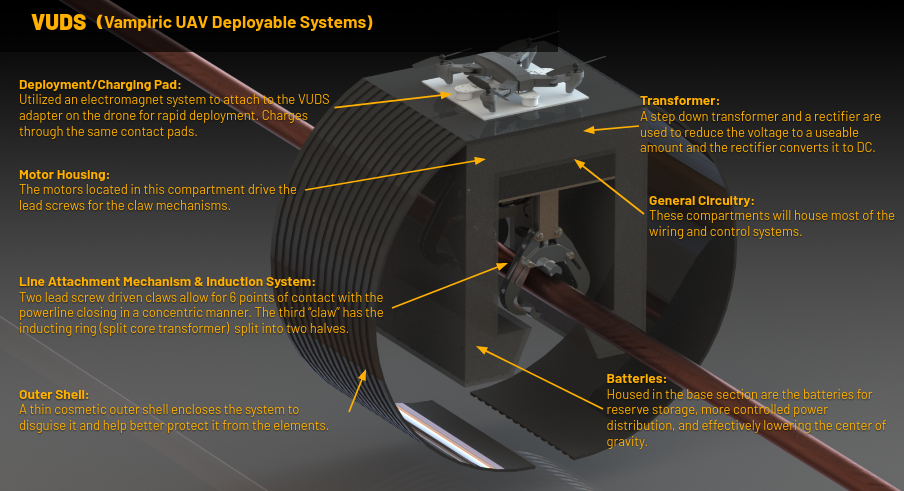 VUDS (Vampiric UAV Deployable Systems)
Deployment/Charging Pad:
Utilized an electromagnet system to attach to the VUDS
adapter on the drone for rapid deployment. Charges
through the same contact pads.
Motor Housing:
The motors located in this compartment drive the
lead screws for the claw mechanisms.
Line Attachment Mechanism & Induction System:
Two lead screw driven claws allow for 6 points of contact with the
powerline closing in a concentric manner. The third "claw" has the
inducting ring (split core transformer) split into two halves.
Outer Shell:
A thin cosmetic outer shell encloses the system to
disguise it and help better protect it from the elements.
Transformer:
A step down transformer and a rectifier are
used to reduce the voltage to a useable
amount and the rectifier converts it to DC.
General Circuitry:
These compartments will house most of the
wiring and control systems.
Batteries:
Housed in the base section are the batteries for
reserve storage, more controlled power
distribution, and effectively lowering the center of
gravity.